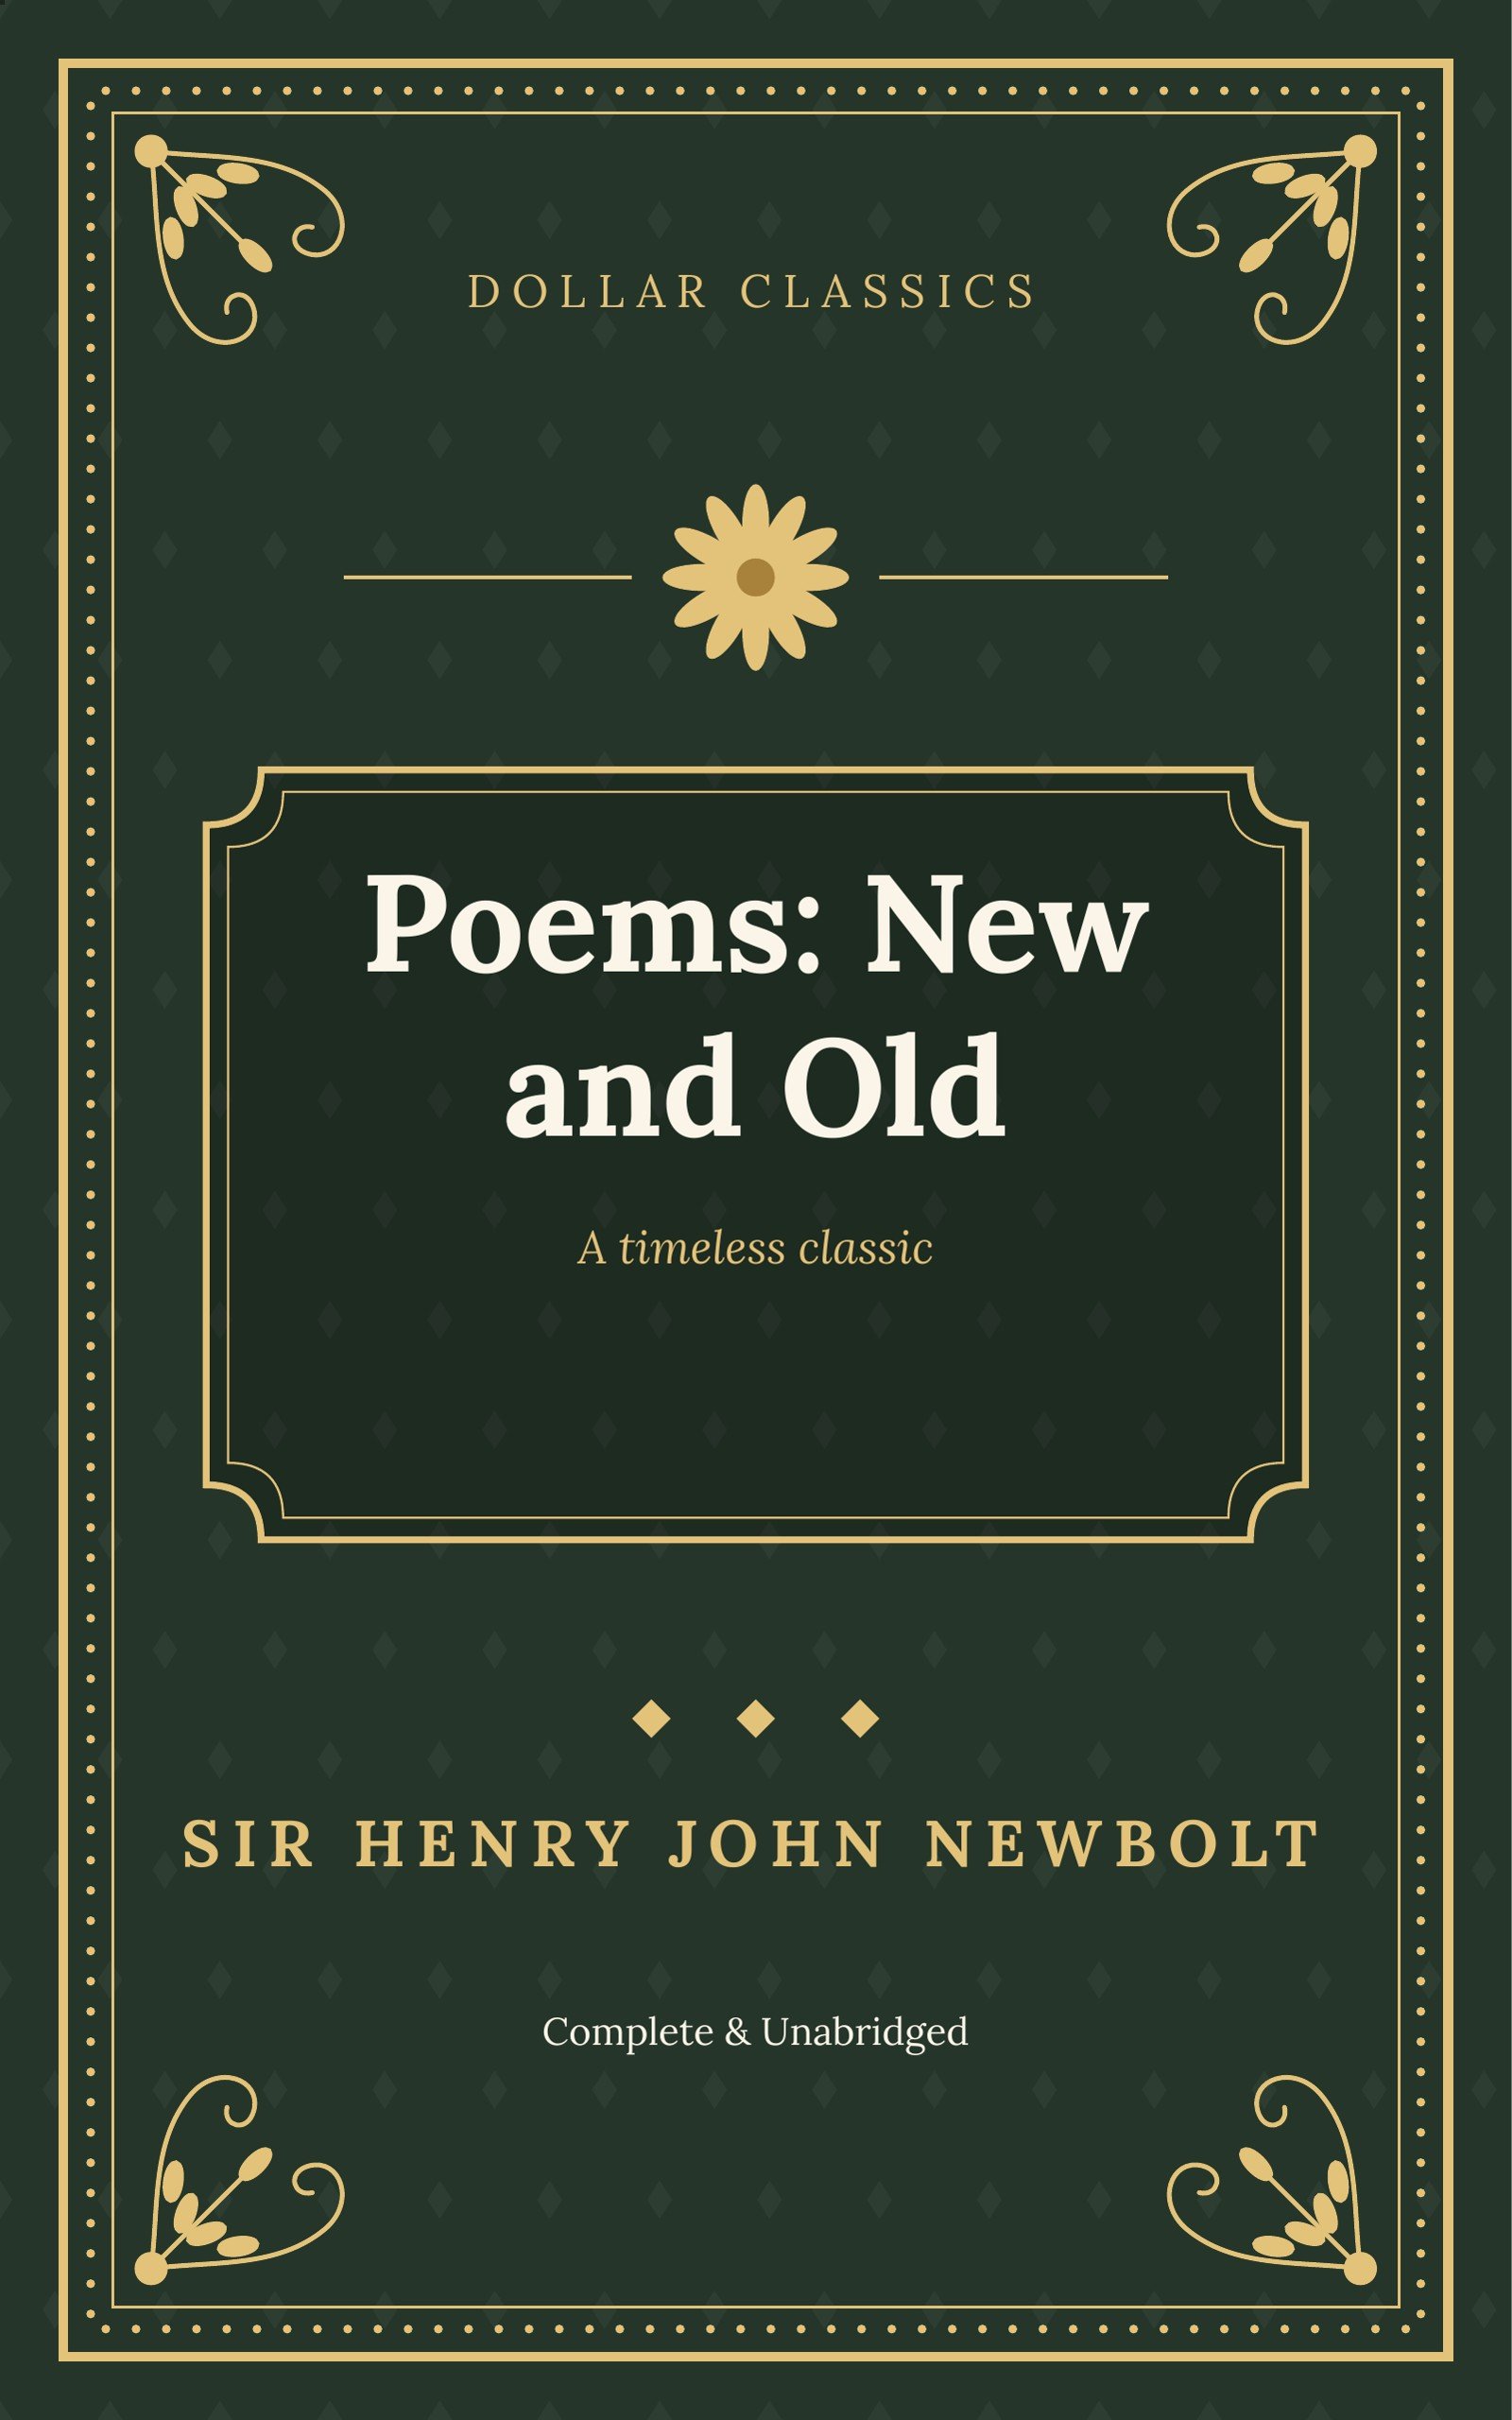 DOLLAR CLASSICS
Poems: New
and Old
A timeless classic
SIR HENRY JOHN NEWBOLT
Complete & Unabridged